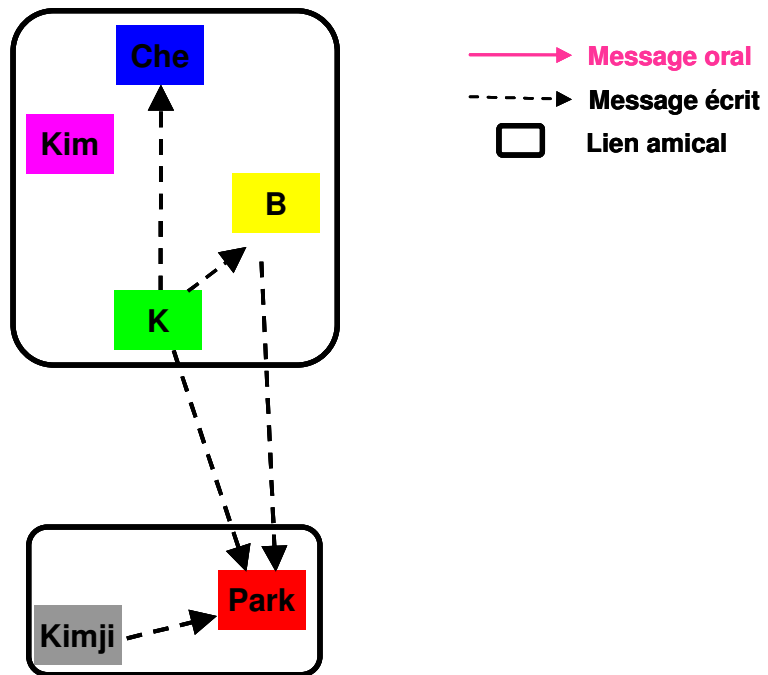 Che
Message oral
Message écrit
Kim
Lien amical
B
K
Park
Kimji